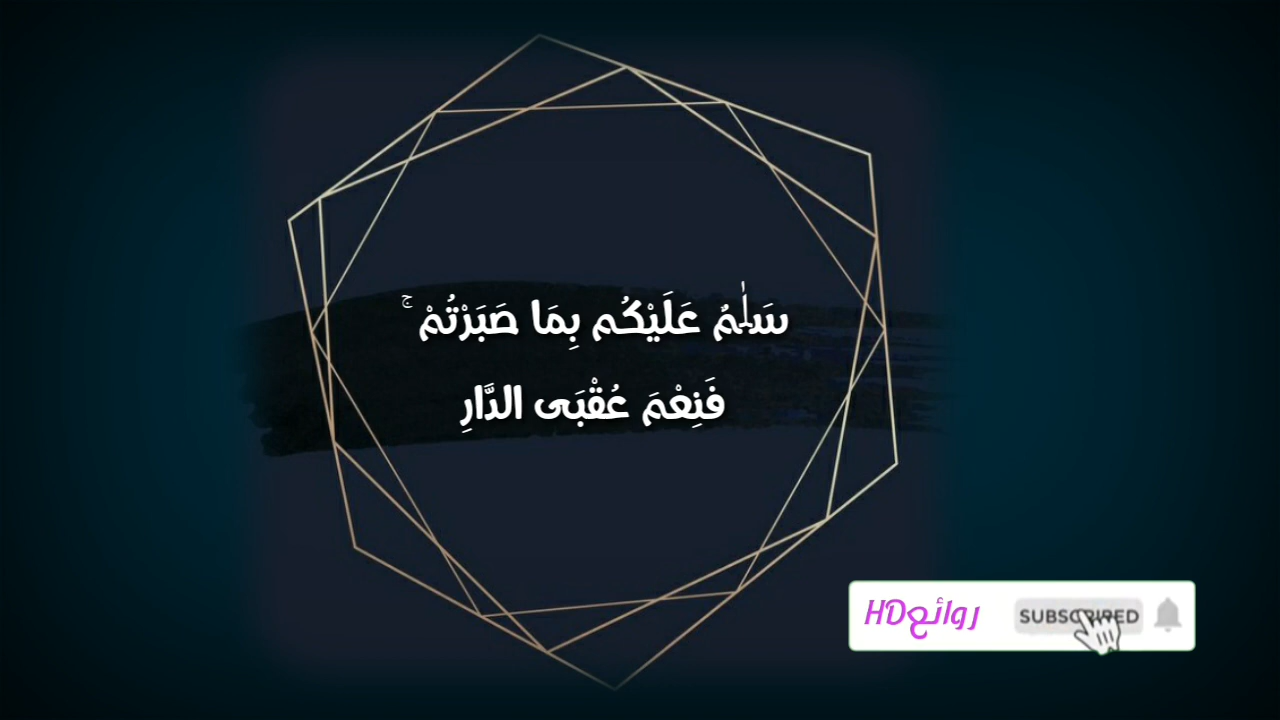 سَلَٰمٌ عَلَيْكُم بِمَا صَبَرْتُمْ ۚ
فَنِعْمَ عُقْبَى الدَّارِ
روائعHD SUBSCRIBED